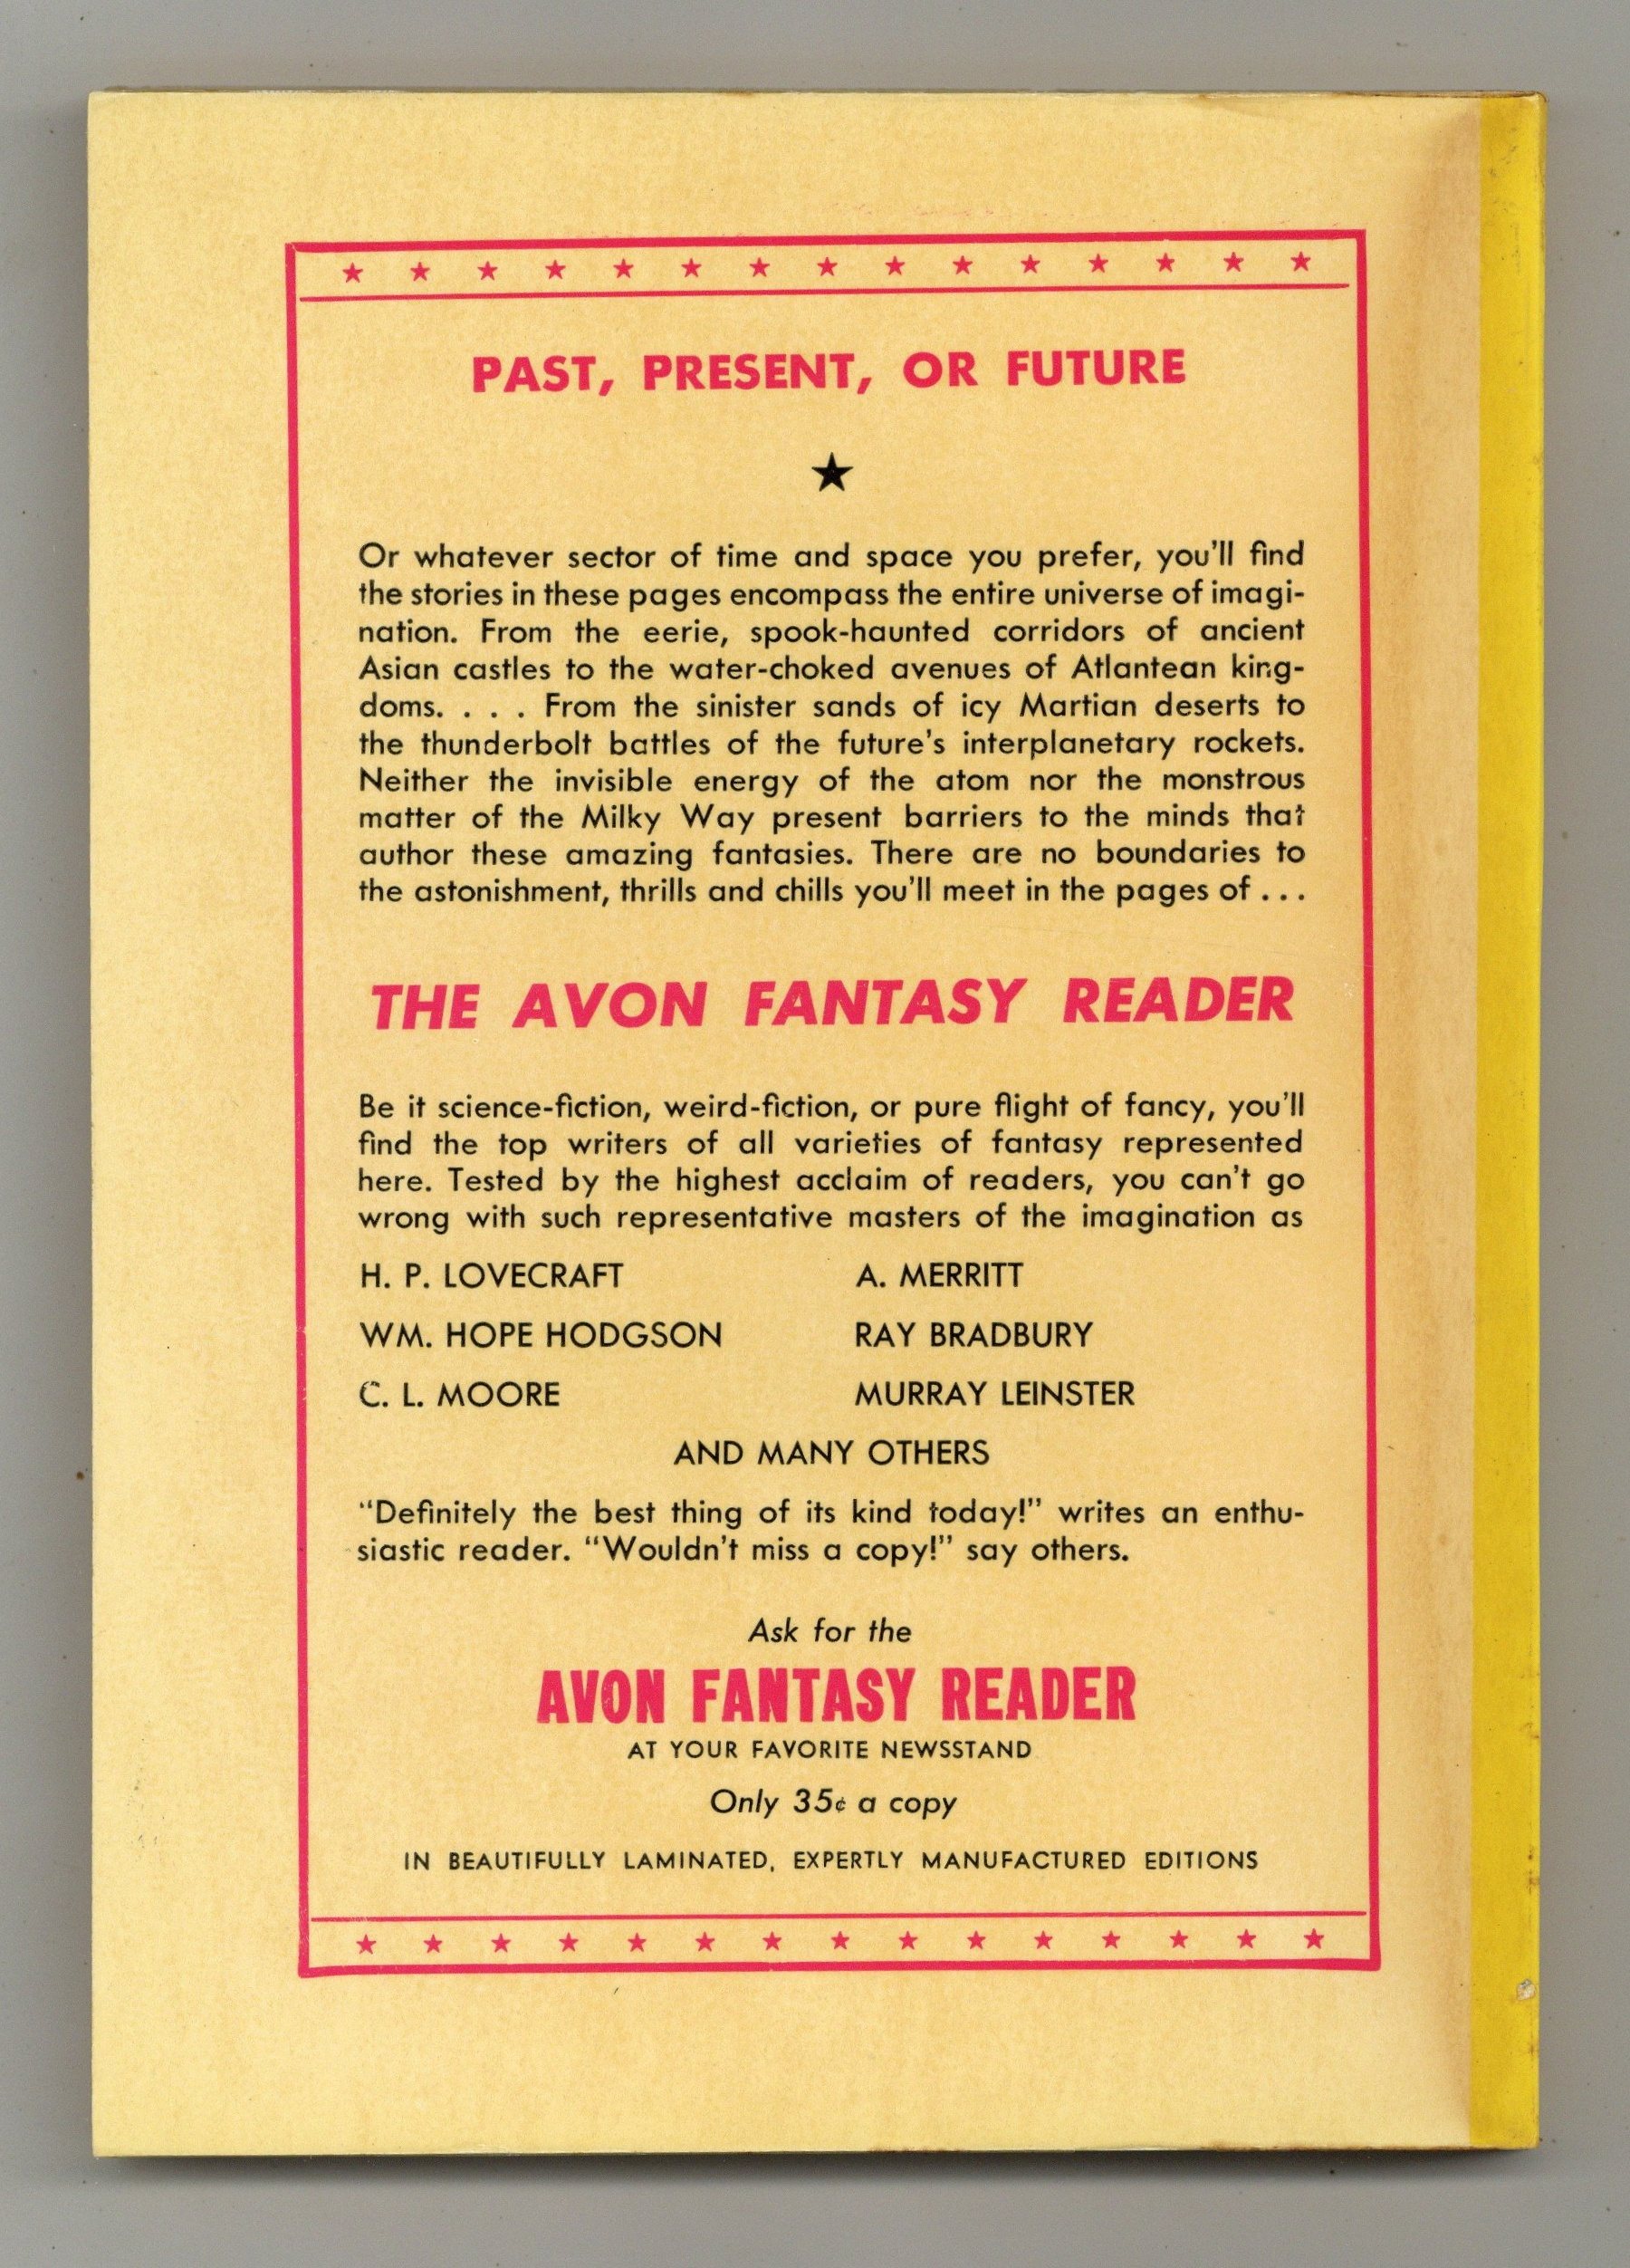 PAST, PRESENT, OR FUTURE
Or whatever sector of time and space you prefer, you'll find
the stories in these pages encompass the entire universe of imagi-
nation. From the eerie, spook-haunted corridors of ancient
Asian castles to the water-choked avenues of Atlantean king-
doms. . . . From the sinister sands of icy Martian deserts to
the thunderbolt battles of the future's interplanetary rockets.
Neither the invisible energy of the atom nor the monstrous
matter of the Milky Way present barriers to the minds that
author these amazing fantasies. There are no boundaries to
the astonishment, thrills and chills you'll meet in the pages of . . .
THE AVON FANTASY READER
Be it science-fiction, weird-fiction, or pure flight of fancy, you'll
find the top writers of all varieties of fantasy represented
here. Tested by the highest acclaim of readers, you can't go
wrong with such representative masters of the imagination as
H. P. LOVECRAFT A. MERRITT
WM. HOPE HODGSON RAY BRADBURY
C. L. MOORE MURRAY LEINSTER
AND MANY OTHERS
"Definitely the best thing of its kind today!" writes an enthu-
siastic reader. "Wouldn't miss a copy!" say others.
Ask for the
AVON FANTASY READER
AT YOUR FAVORITE NEWSSTAND
Only 35¢ a copy
IN BEAUTIFULLY LAMINATED, EXPERTLY MANUFACTURED EDITIONS